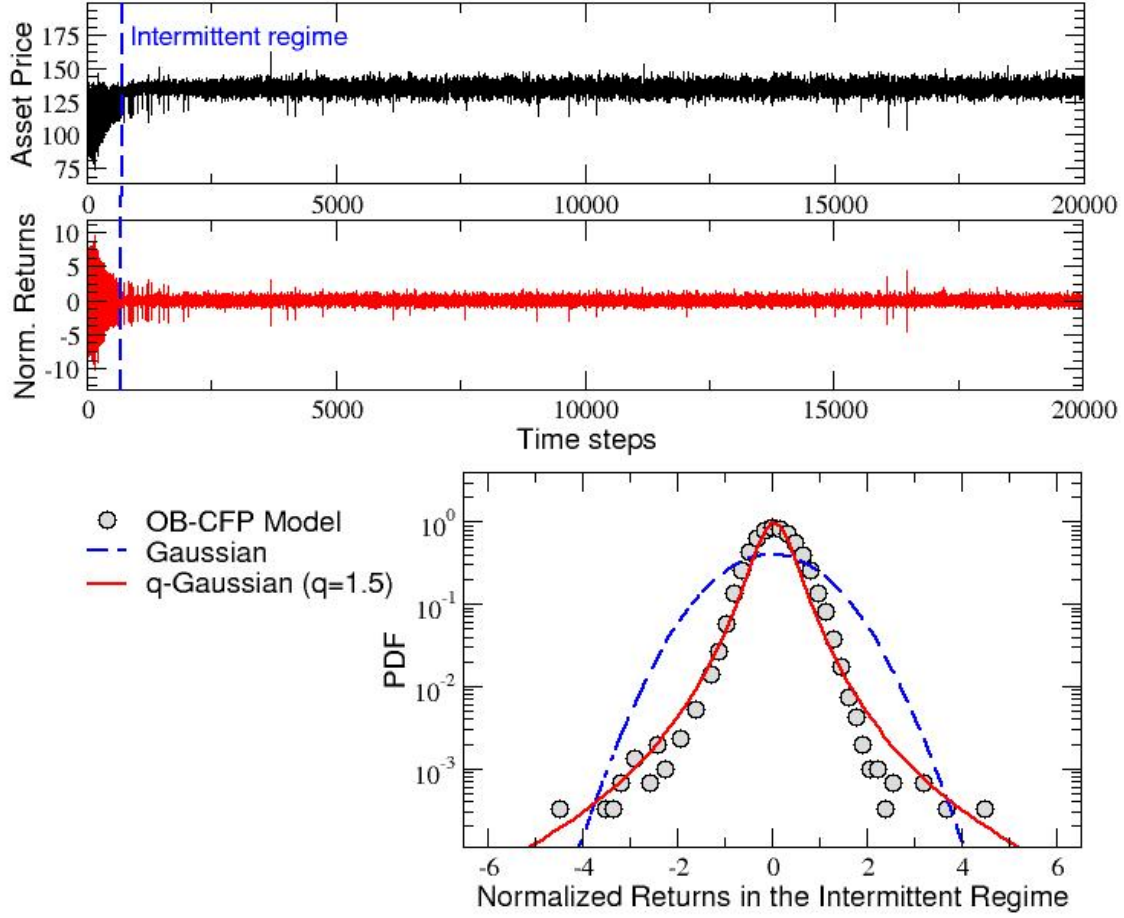 Asset Price
175
150
125
100
75
Intermittent regime
0 5000 10000 15000 20000
Norm. Returns
10
5
0
-5
-10
0 5000 10000 15000 20000
Time steps
OB-CFP Model
Gaussian
q-Gaussian (q=1.5)
PDF
10^0
10^-1
10^-2
10^-3
-6 -4 -2 0 2 4 6
Normalized Returns in the Intermittent Regime